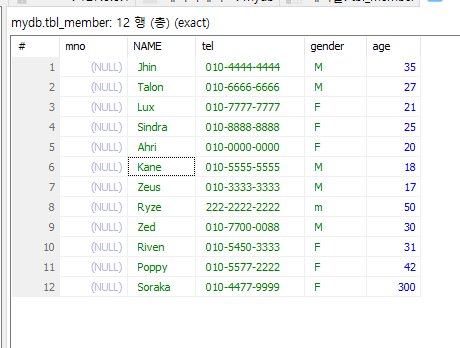 mydb.tbl_member: 12 행 (총) (exact)
# mno NAME tel gender age
1 (NULL) Jhin 010-4444-4444 M 35
2 (NULL) Talon 010-6666-6666 M 27
3 (NULL) Lux 010-7777-7777 F 21
4 (NULL) Sindra 010-8888-8888 F 25
5 (NULL) Ahri 010-0000-0000 F 20
6 (NULL) Kane 010-5555-5555 M 18
7 (NULL) Zeus 010-3333-3333 M 17
8 (NULL) Ryze 222-2222-2222 m 50
9 (NULL) Zed 010-7700-0088 M 30
10 (NULL) Riven 010-5450-3333 F 31
11 (NULL) Poppy 010-5577-2222 F 42
12 (NULL) Soraka 010-4477-9999 F 300